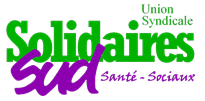 Union
Syndicale
Solidaires
Sud
Santé - Sociaux